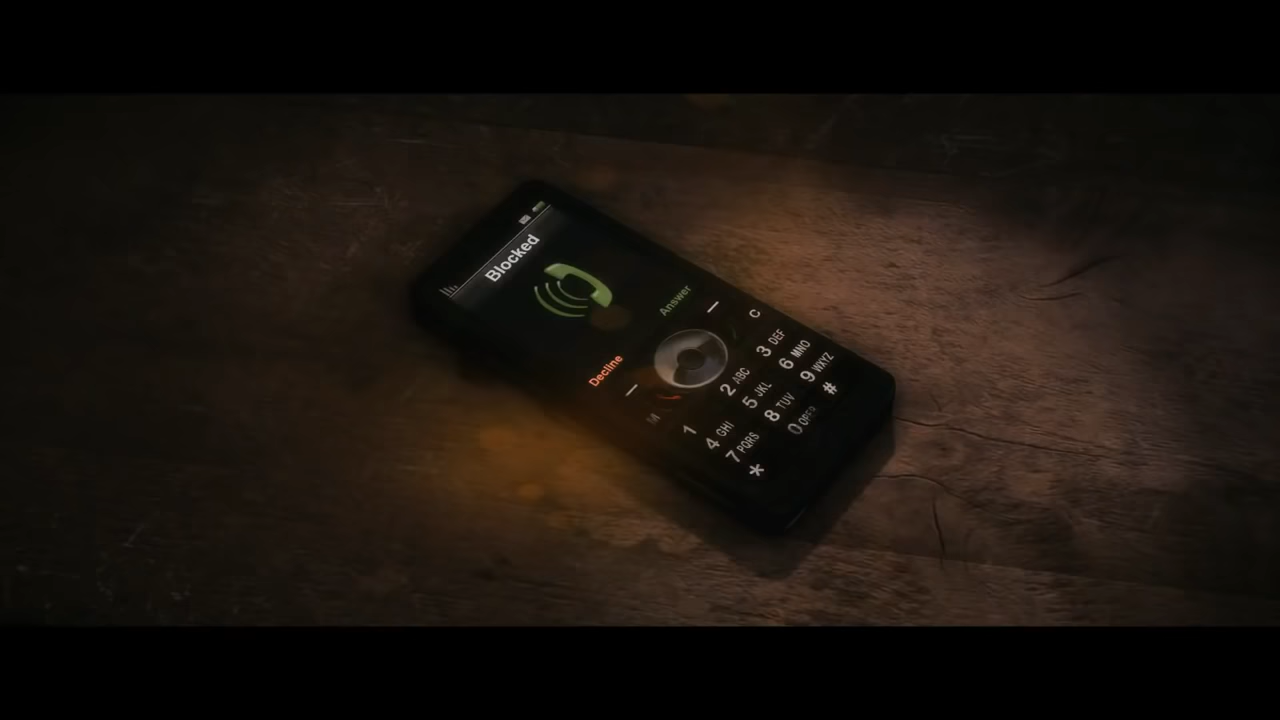 Blocked
Decline
Answer
M
C
1
2 ABC
3 DEF
4 GHI
5 JKL
6 MNO
7 PQRS
8 TUV
9 WXYZ
*
0 OPER
#